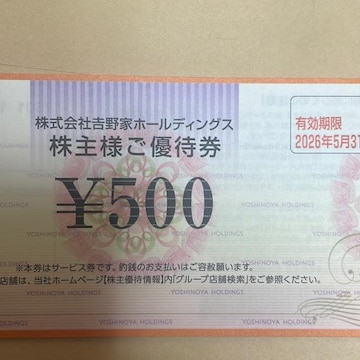 株式会社𠮷野家ホールディングス
株主様ご優待券
有効期限
2026年5月31
¥500
YOSHINOYA HOLDINGS
YOSHINOYA HOLDINGS
※本券はサービス券です。釣銭のお支払いはご容赦願います。
店舗は、当社ホームページ【株主優待情報】内「グループ店舗検索」をご参照ください。
YOSHINOYA HOLDINGS
YOSHINOYA HOLDINGS